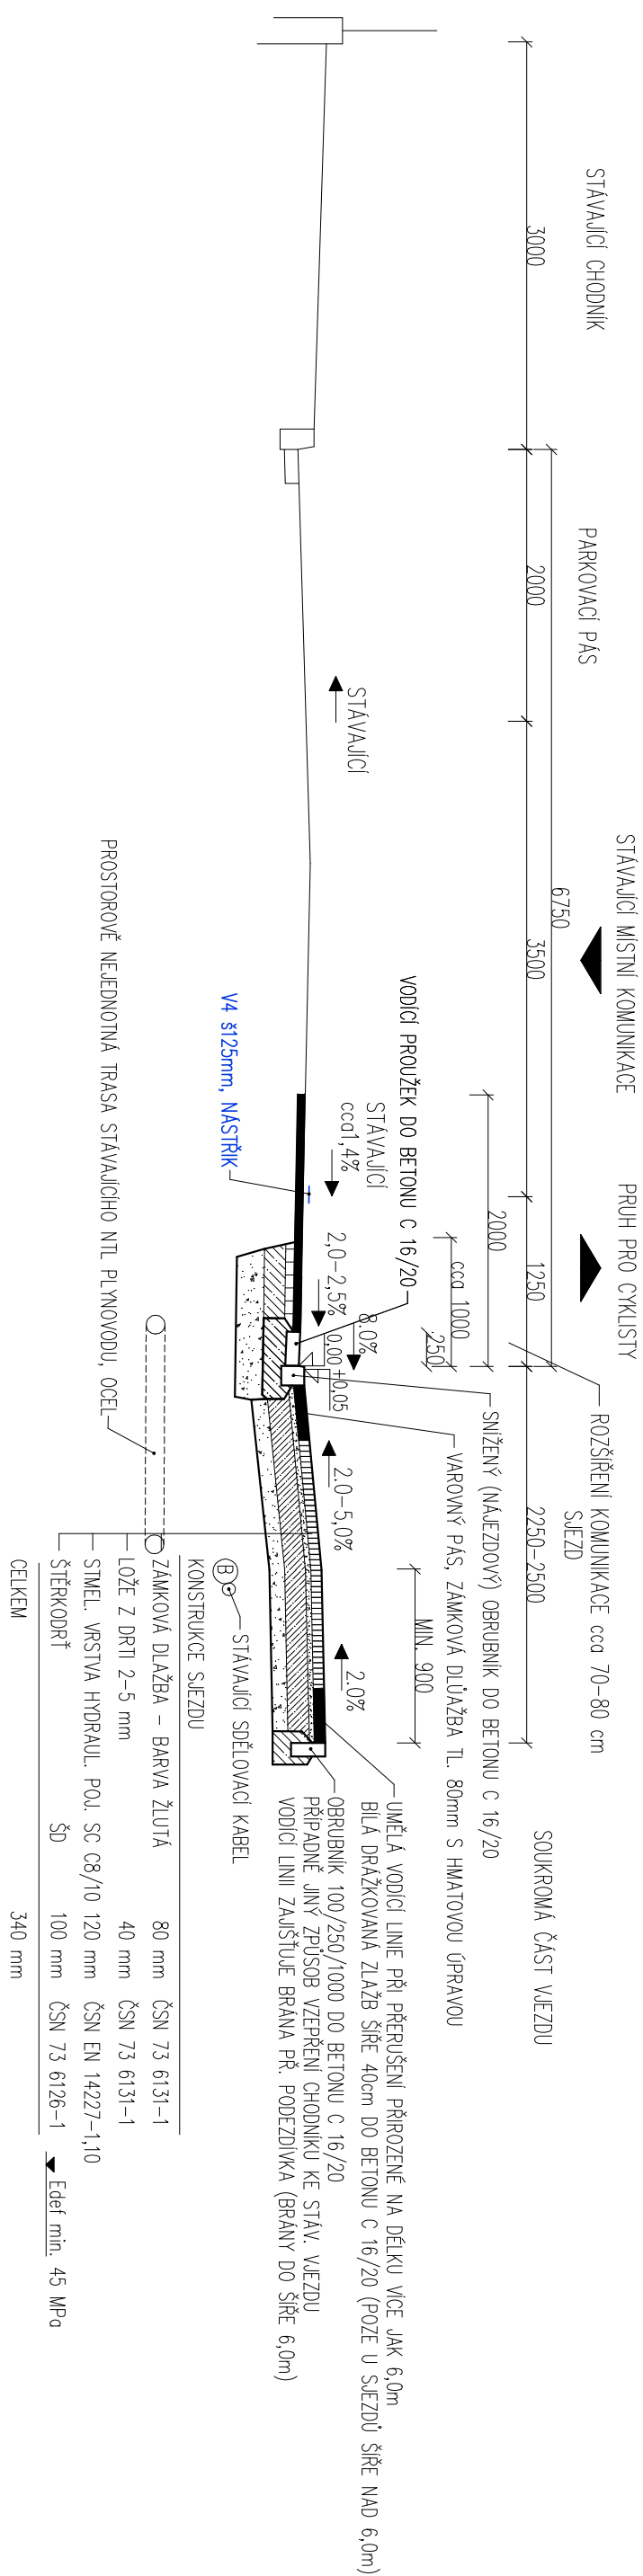 STÁVAJÍCÍ CHODNÍK
PARKOVACÍ PÁS
STÁVAJÍCÍ MÍSTNÍ KOMUNIKACE
PRUH PRO CYKLISTY
ROZŠÍŘENÍ KOMUNIKACE cca 70-80 cm
SJEZD
SOUKROMÁ ČÁST VJEZDU
3000
2000
3500
1250
2250-2500
6750
2000
cca 1000
250
MIN. 900
STÁVAJÍCÍ
VODÍCÍ PROUŽEK DO BETONU C 16/20
STÁVAJÍCÍ
cca1,4%
2,0-2,5%
8.0%
0,00
+0,05
2.0-5,0%
2.0%
V4 š125mm, NÁSTŘIK
SNÍŽENÝ (NÁJEZDOVÝ) OBRUBNÍK DO BETONU C 16/20
VAROVNÝ PÁS, ZÁMKOVÁ DLŮAŽBA TL. 80mm S HMATOVOU ÚPRAVOU
UMĚLÁ VODÍCÍ LINIE PŘI PŘERUŠENÍ PŘIROZENÉ NA DÉLKU VÍCE JAK 6,0m
BÍLÁ DRÁŽKOVANÁ ZLAŽB ŠÍŘE 40cm DO BETONU C 16/20 (POZE U SJEZDŮ ŠÍŘE NAD 6,0m)
OBRUBNÍK 100/250/1000 DO BETONU C 16/20
PŘÍPADNĚ JINÝ ZPŮSOB VZEPŘENÍ CHODNÍKU KE STÁV. VJEZDU
VODÍCÍ LINII ZAJIŠŤUJE BRÁNA PŘ. PODEZDÍVKA (BRÁNY DO ŠÍŘE 6,0m)
PROSTOROVĚ NEJEDNOTNÁ TRASA STÁVAJÍCÍHO NTL PLYNOVODU, OCEL
B
STÁVAJÍCÍ SDĚLOVACÍ KABEL
KONSTRUKCE SJEZDU
ZÁMKOVÁ DLAŽBA – BARVA ŽLUTÁ 80 mm ČSN 73 6131-1
LOŽE Z DRTI 2-5 mm 40 mm ČSN 73 6131-1
STMEL. VRSTVA HYDRAUL. POJ. SC C8/10 120 mm ČSN EN 14227-1,10
ŠTĚRKODRŤ ŠD 100 mm ČSN 73 6126-1 Edef min. 45 MPa
CELKEM 340 mm